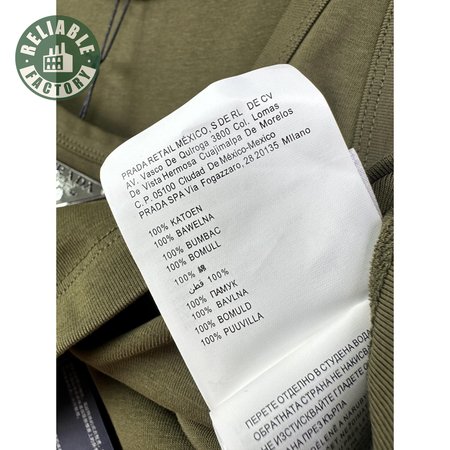 RELIABLE
FACTORY
PRADA RETAIL MÉXICO, S DE RL DE CV
AV. Vasco De Quiroga 3800 Col. Lomas
De Vista Hermosa Cuajimalpa De Morelos
C. P. 05100 Ciudad De México-Mexico
PRADA SPA Via Fogazzaro, 28 20135 Milano
100% KATOEN
100% BAWEŁNA
100% BUMBAC
100% BOMULL
100% 棉
100% قطن
100% ПАМУК
100% BAVLNA
100% BOMULD
100% PUUVILLA
ПЕРЕТЕ ОТДЕЛНО В СТУДЕНА ВОДА
ОБРАТНАТА СТРАНА НЕ НАКИСВА
НЕ ИЗСТИСКВАЙТЕ ГЛАДЕТЕ
СТРАНА ПРЕЗ КЪРПА